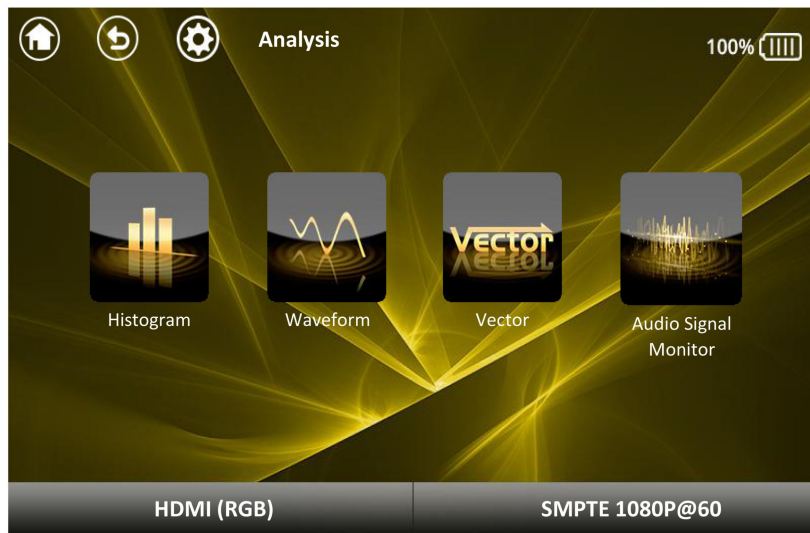 Analysis
100%
Vector
Histogram
Waveform
Vector
Audio Signal
Monitor
HDMI (RGB)
SMPTE 1080P@60